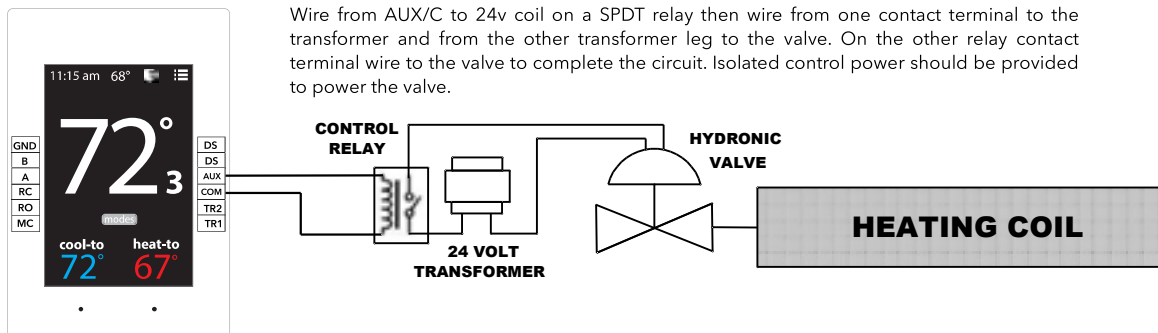 Wire from AUX/C to 24v coil on a SPDT relay then wire from one contact terminal to the
transformer and from the other transformer leg to the valve. On the other relay contact
terminal wire to the valve to complete the circuit. Isolated control power should be provided
to power the valve.
11:15 am 68°
72°3
modes
cool-to heat-to
72° 67°
GND
B
A
RC
RO
MC
DS
DS
AUX
COM
TR2
TR1
CONTROL
RELAY
24 VOLT
TRANSFORMER
HYDRONIC
VALVE
HEATING COIL